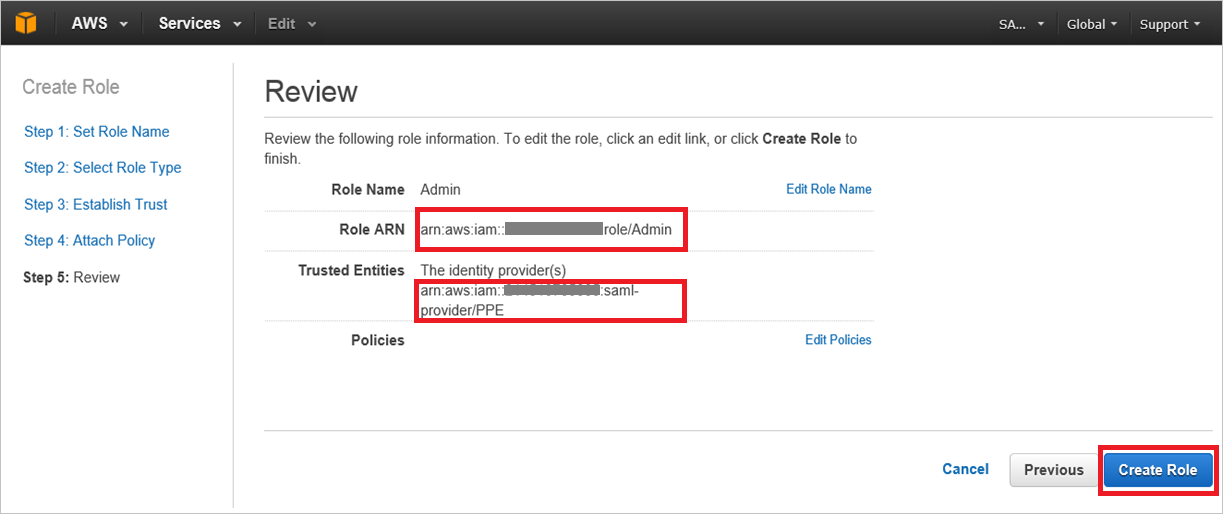 AWS Services Edit SA... Global Support
Create Role
Step 1: Set Role Name
Step 2: Select Role Type
Step 3: Establish Trust
Step 4: Attach Policy
Step 5: Review
Review
Review the following role information. To edit the role, click an edit link, or click Create Role to
finish.
Role Name Admin Edit Role Name
Role ARN arn:aws:iam:: role/Admin
Trusted Entities The identity provider(s)
arn:aws:iam:: :saml-
provider/PPE
Policies Edit Policies
Cancel Previous Create Role